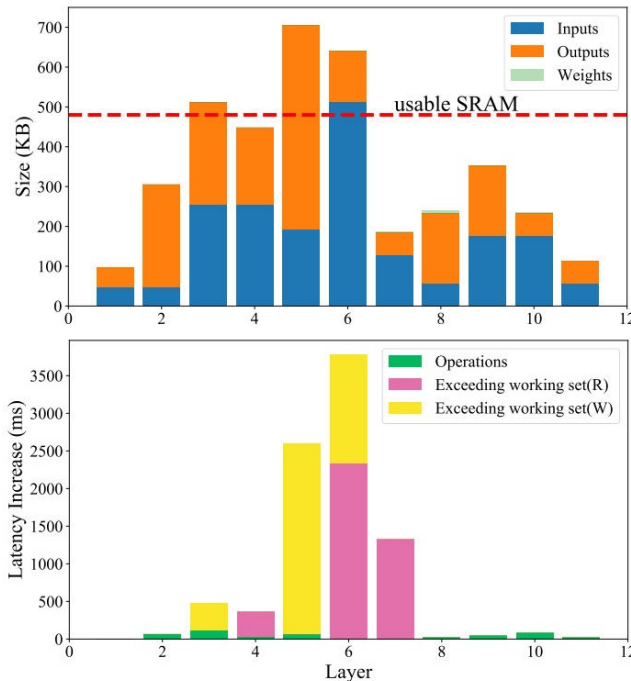 700
600
500
400
300
200
100
0
Size (KB)
Inputs
Outputs
Weights
usable SRAM
0 2 4 6 8 10 12
3500
3000
2500
2000
1500
1000
500
0
Latency Increase (ms)
Operations
Exceeding working set(R)
Exceeding working set(W)
0 2 4 6 8 10 12
Layer